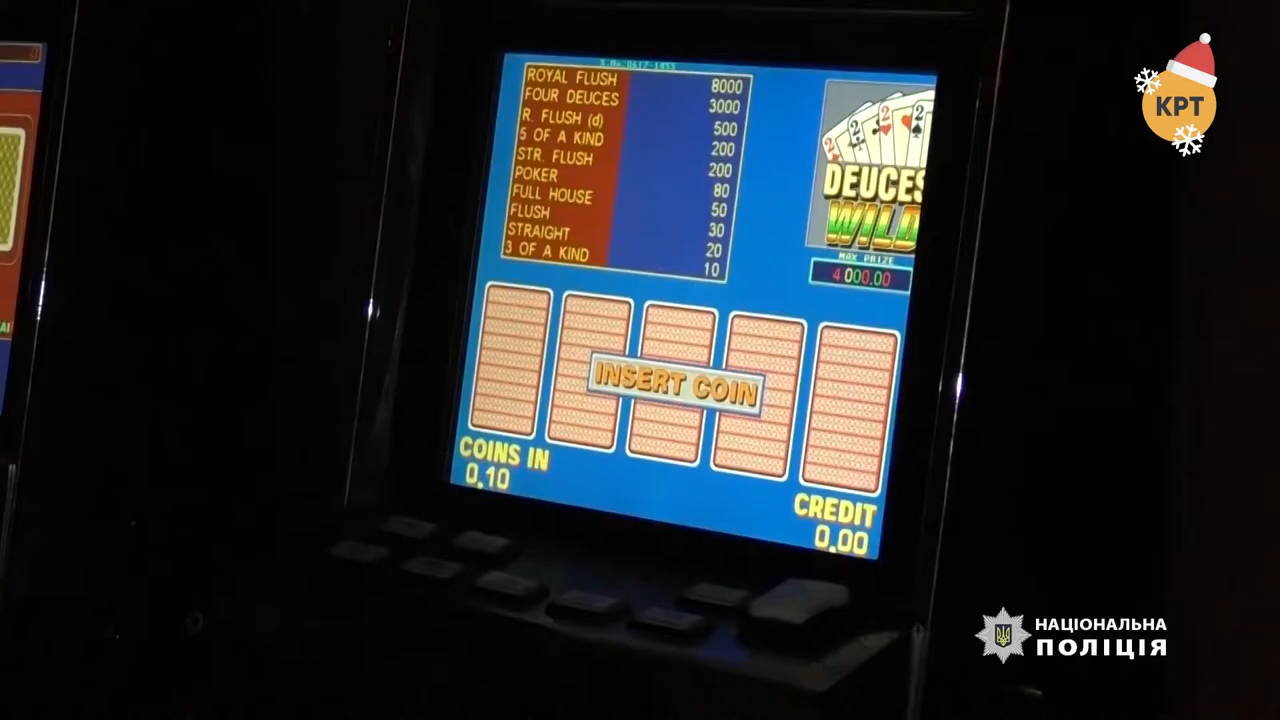 ROYAL FLUSH 8000
FOUR DEUCES 3000
R. FLUSH (d) 500
5 OF A KIND 200
STR. FLUSH 200
POKER 80
FULL HOUSE 50
FLUSH 30
STRAIGHT 20
3 OF A KIND 10
DEUCES
WILD
MAX PRIZE
4000.00
INSERT COIN
COINS IN
0.10
CREDIT
0.00
КРТ
НАЦІОНАЛЬНА
ПОЛІЦІЯ